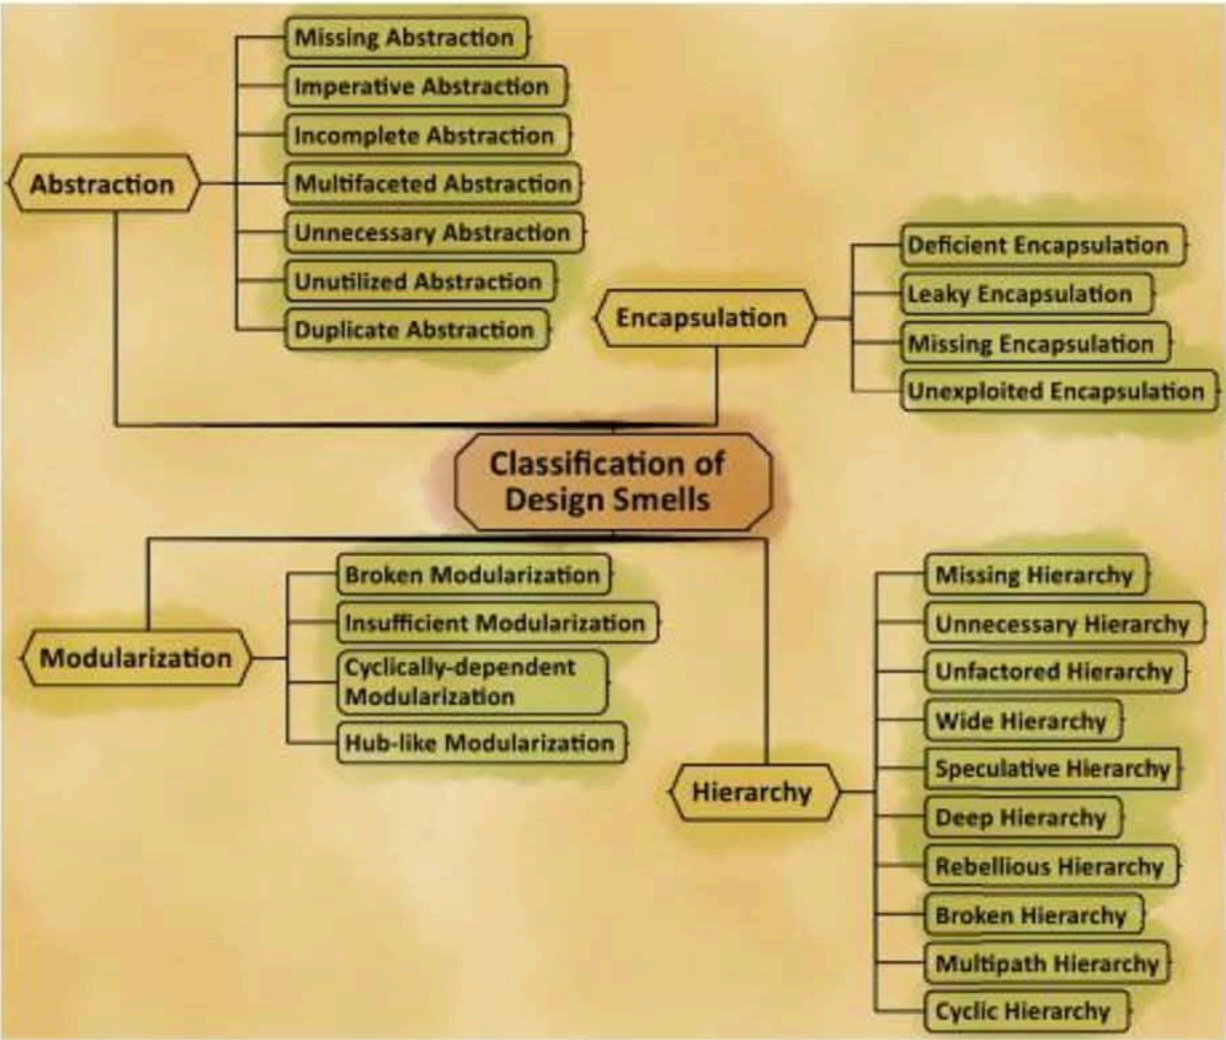 Missing Abstraction
Imperative Abstraction
Incomplete Abstraction
Abstraction
Multifaceted Abstraction
Unnecessary Abstraction
Unutilized Abstraction
Duplicate Abstraction
Deficient Encapsulation
Leaky Encapsulation
Encapsulation
Missing Encapsulation
Unexploited Encapsulation
Classification of
Design Smells
Broken Modularization
Insufficient Modularization
Modularization
Cyclically-dependent
Modularization
Hub-like Modularization
Missing Hierarchy
Unnecessary Hierarchy
Unfactored Hierarchy
Wide Hierarchy
Speculative Hierarchy
Hierarchy
Deep Hierarchy
Rebellious Hierarchy
Broken Hierarchy
Multipath Hierarchy
Cyclic Hierarchy